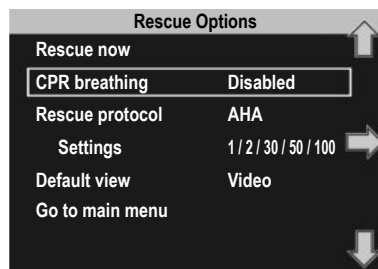 Rescue Options
Rescue now
CPR breathing Disabled
Rescue protocol AHA
Settings 1 / 2 / 30 / 50 / 100
Default view Video
Go to main menu